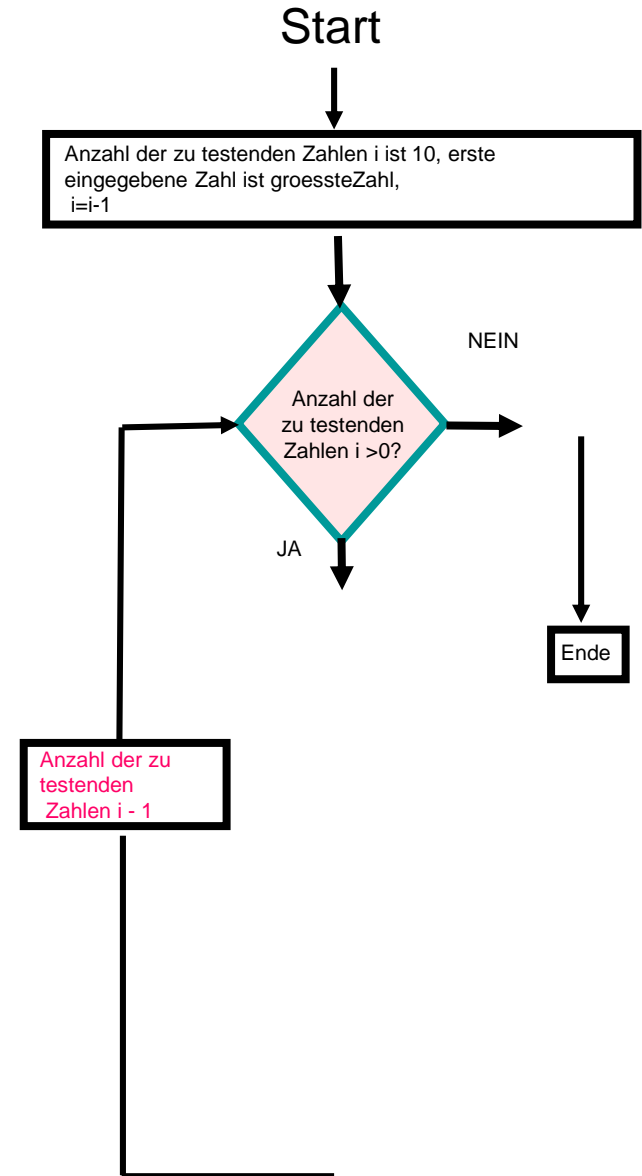 Start
Anzahl der zu testenden Zahlen i ist 10, erste
eingegebene Zahl ist groessteZahl,
i=i-1
NEIN
Anzahl der
zu testenden
Zahlen i >0?
JA
Ende
Anzahl der zu
testenden
Zahlen i - 1